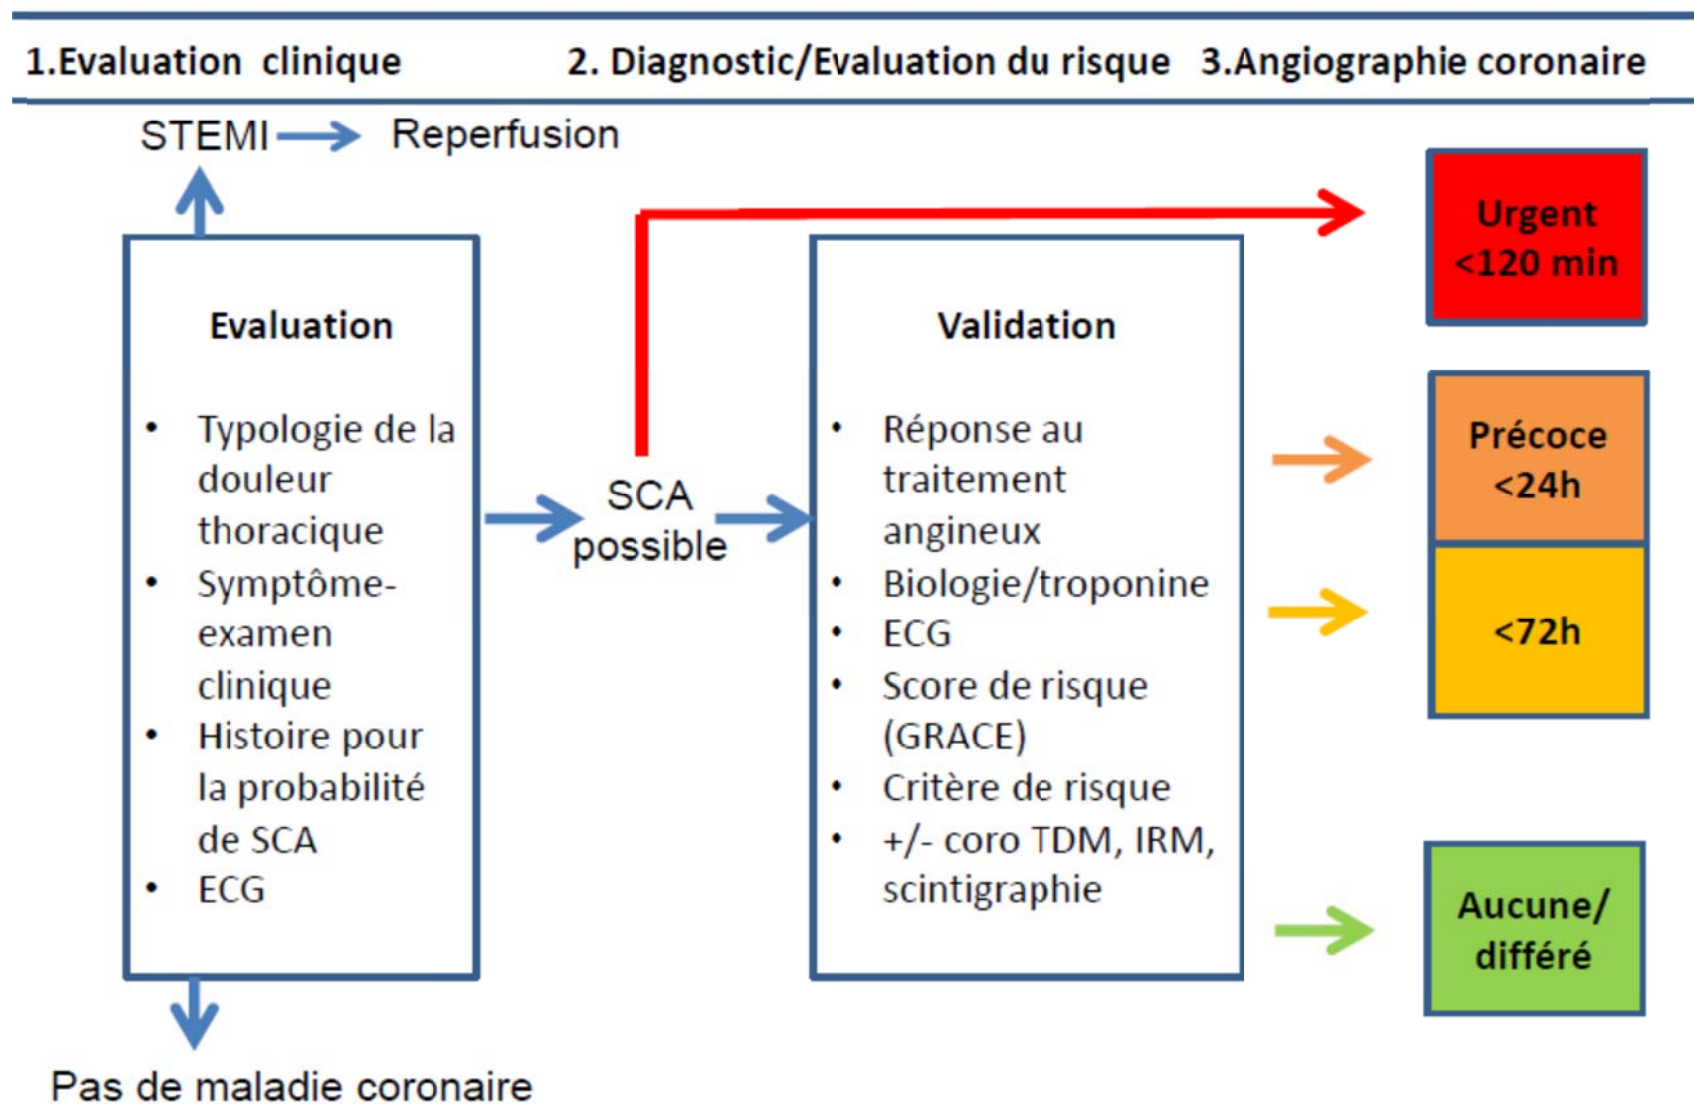 1.Evaluation clinique
2. Diagnostic/Evaluation du risque
3.Angiographie coronaire
STEMI
Reperfusion
Evaluation
• Typologie de la
douleur
thoracique
• Symptôme-
examen
clinique
• Histoire pour
la probabilité
de SCA
• ECG
Pas de maladie coronaire
SCA
possible
Validation
• Réponse au
traitement
angineux
• Biologie/troponine
• ECG
• Score de risque
(GRACE)
• Critère de risque
• +/- coro TDM, IRM,
scintigraphie
Urgent
<120 min
Précoce
<24h
<72h
Aucune/
différé